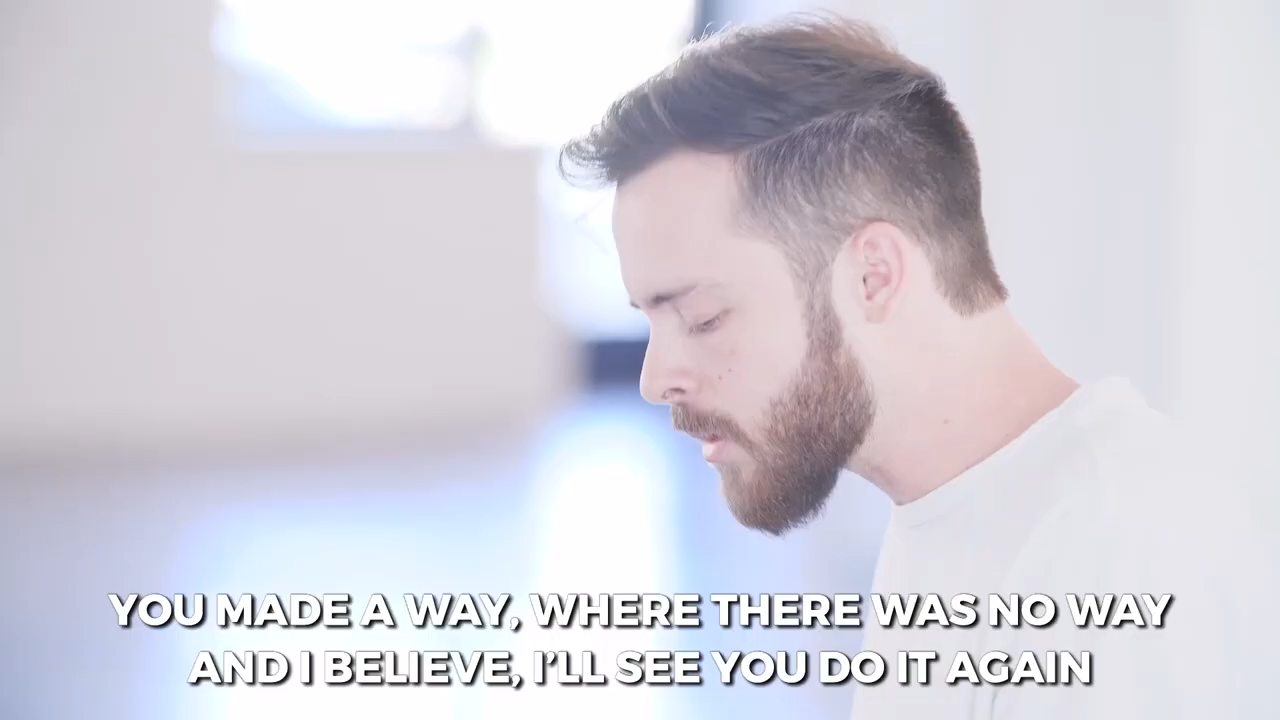 YOU MADE A WAY, WHERE THERE WAS NO WAY
AND I BELIEVE, I'LL SEE YOU DO IT AGAIN